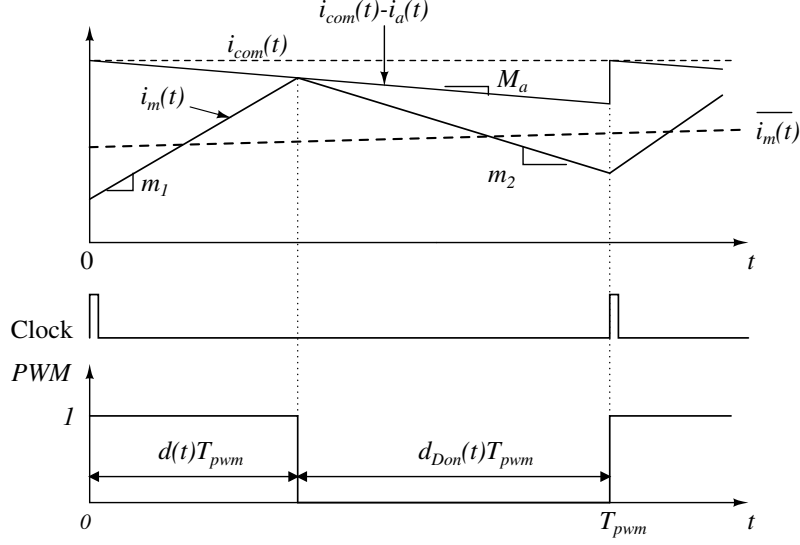 i_com(t)-i_a(t)
i_com(t)
M_a
i_m(t)
i_m(t)
m_1
m_2
0
t
Clock
PWM
1
d(t)T_pwm
d_Don(t)T_pwm
0
T_pwm
t